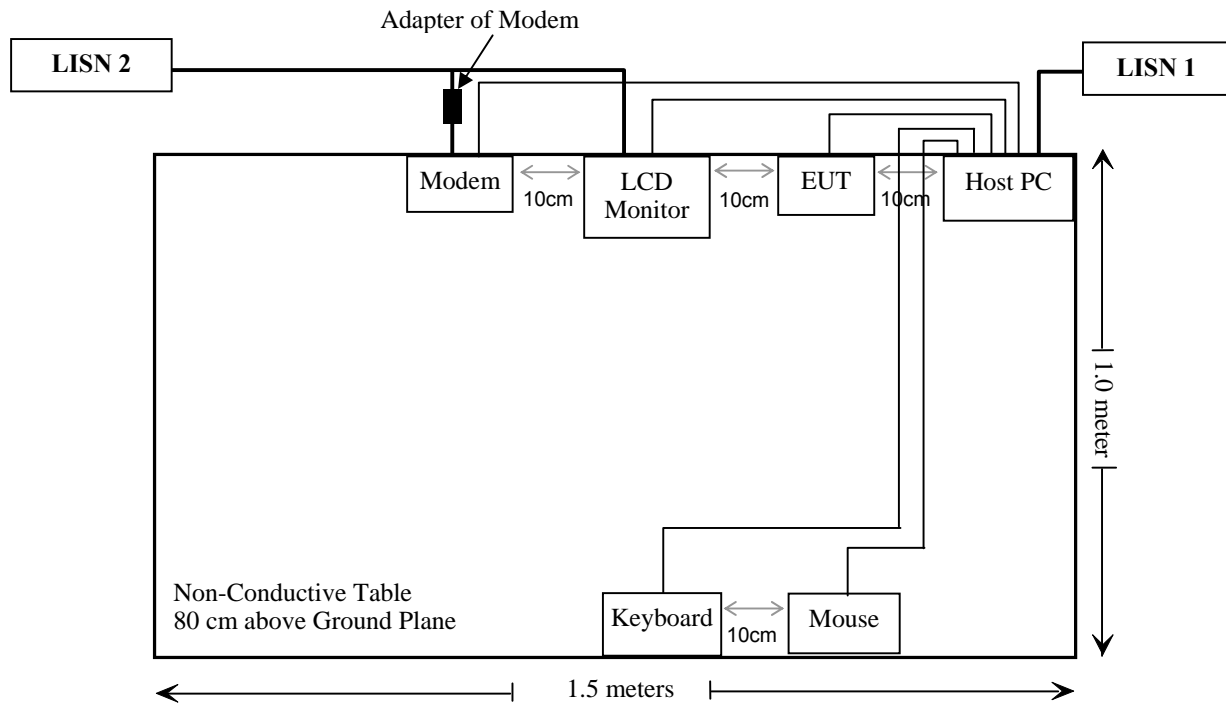 Adapter of Modem
LISN 2
LISN 1
Modem
10cm
LCD
Monitor
10cm
EUT
10cm
Host PC
1.0 meter
Non-Conductive Table
80 cm above Ground Plane
Keyboard
10cm
Mouse
1.5 meters